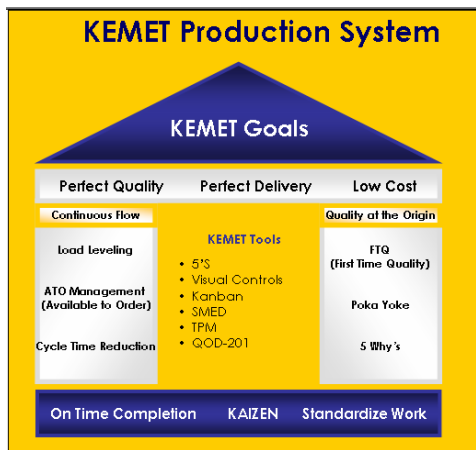 KEMET Production System
KEMET Goals
Perfect Quality Perfect Delivery Low Cost
Continuous Flow
Load Leveling
ATO Management
(Available to Order)
Cycle Time Reduction
KEMET Tools
• 5'S
• Visual Controls
• Kanban
• SMED
• TPM
• QOD-201
Quality at the Origin
FTQ
(First Time Quality)
Poka Yoke
5 Why's
On Time Completion KAIZEN Standardize Work